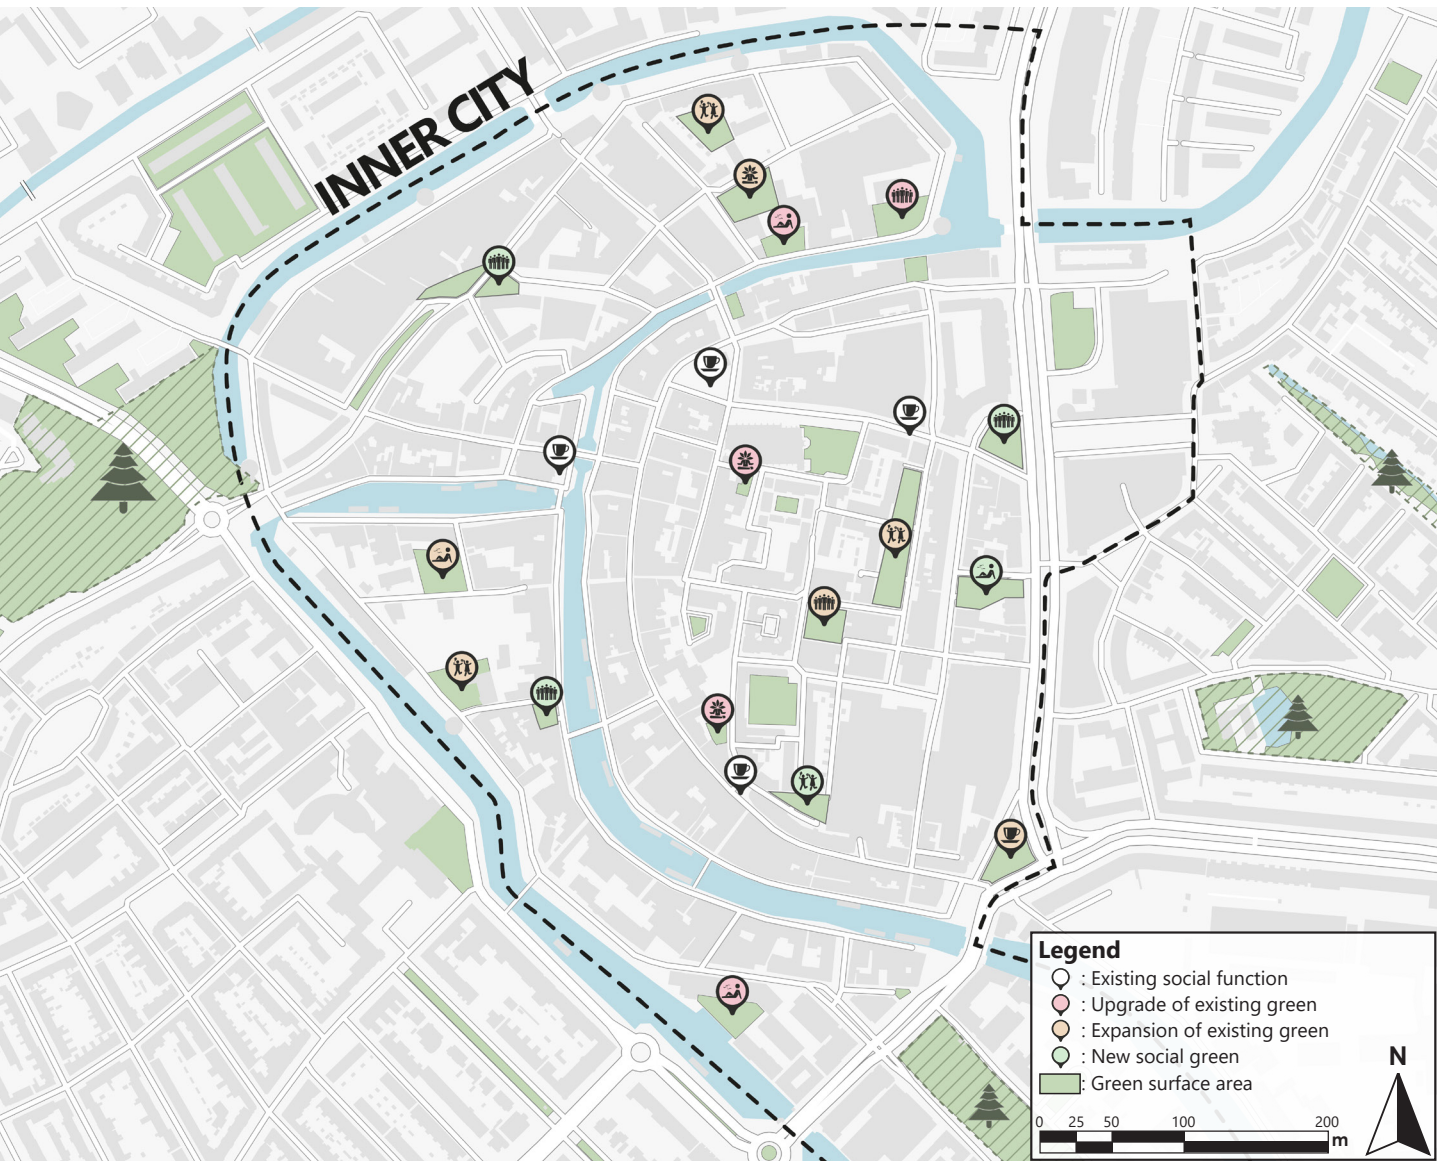 INNER CITY
Legend
: Existing social function
: Upgrade of existing green
: Expansion of existing green
: New social green
: Green surface area
N
0 25 50 100 200
m